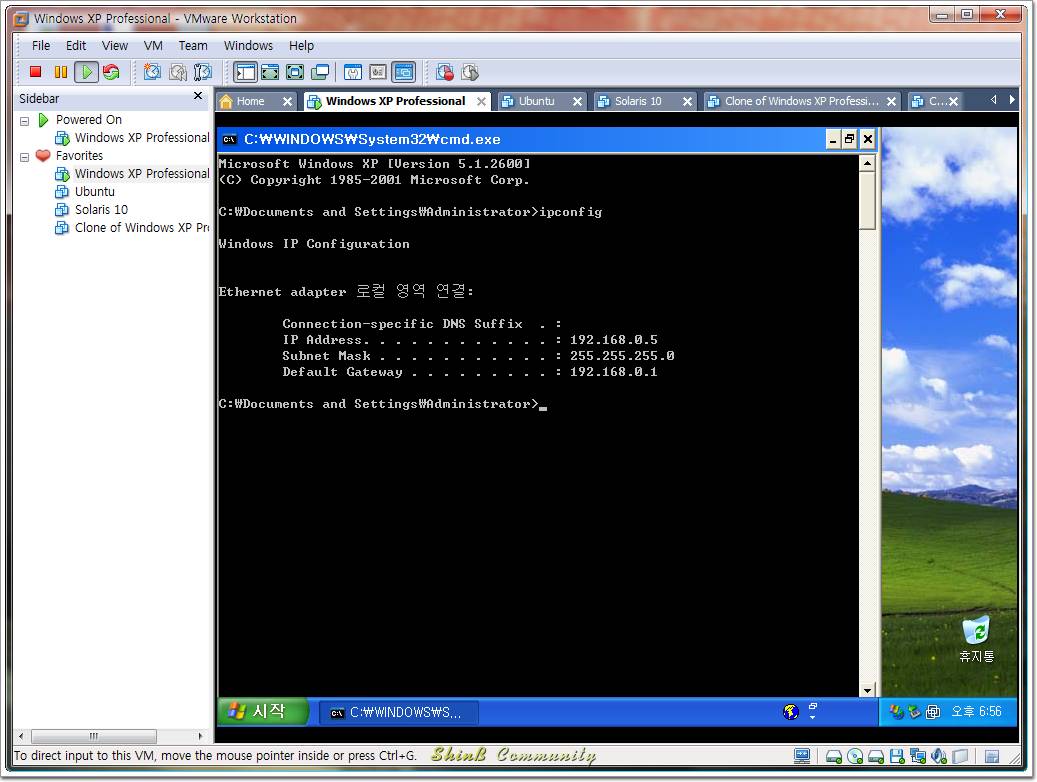 Windows XP Professional - VMware Workstation
File Edit View VM Team Windows Help
Sidebar
Powered On
Windows XP Professional
Favorites
Windows XP Professional
Ubuntu
Solaris 10
Clone of Windows XP Pr
Home Windows XP Professional Ubuntu Solaris 10 Clone of Windows XP Professi... C...
C:₩WINDOWS₩System32₩cmd.exe
Microsoft Windows XP [Version 5.1.2600]
(C) Copyright 1985-2001 Microsoft Corp.
C:₩Documents and Settings₩Administrator>ipconfig
Windows IP Configuration
Ethernet adapter 로컬 영역 연결:
Connection-specific DNS Suffix . :
IP Address. . . . . . . . . . . . : 192.168.0.5
Subnet Mask . . . . . . . . . . . : 255.255.255.0
Default Gateway . . . . . . . . . : 192.168.0.1
C:₩Documents and Settings₩Administrator>_
휴지통
시작 C:₩WINDOWS₩S... 오후 6:56
To direct input to this VM, move the mouse pointer inside or press Ctrl+G. ShinB Community